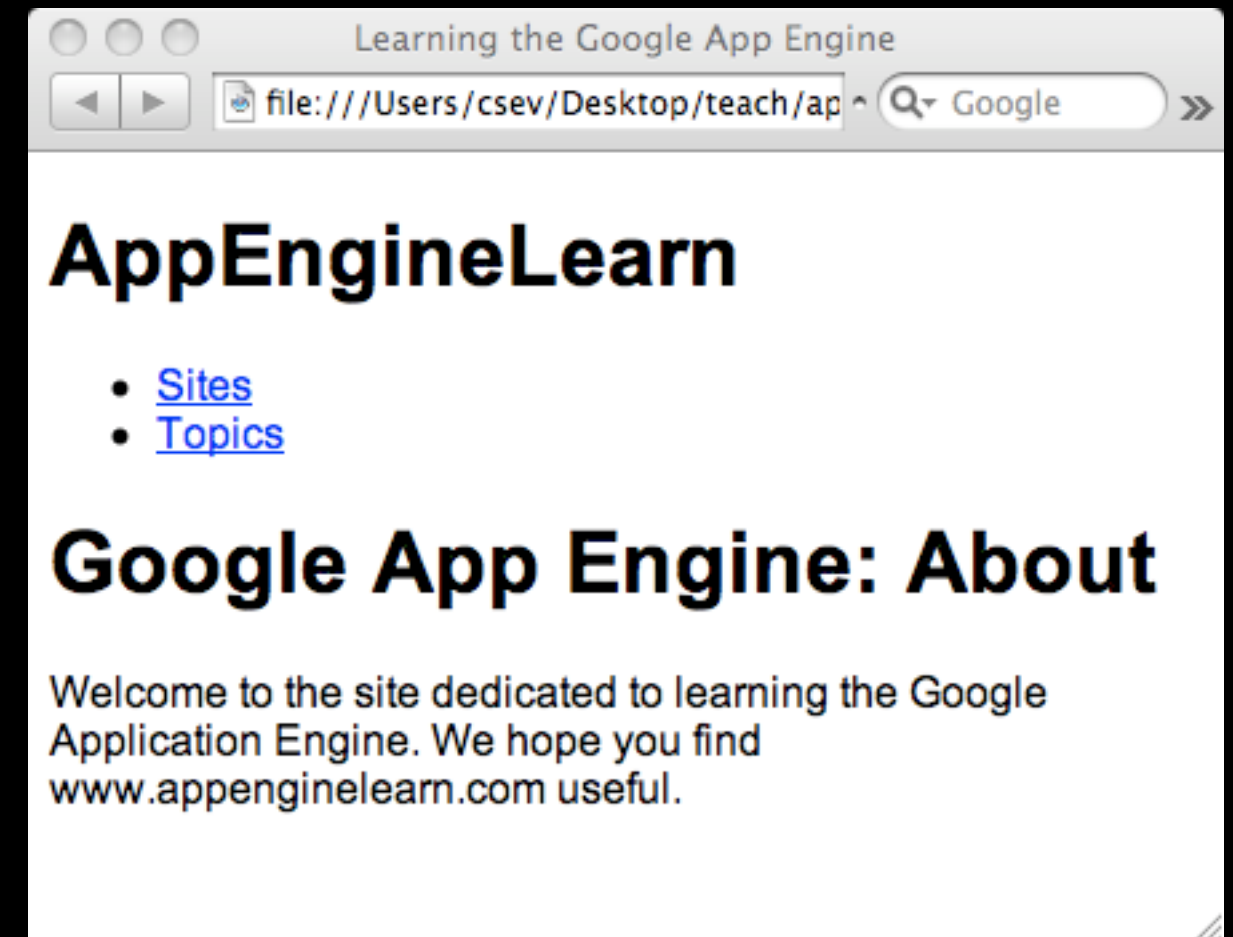 Learning the Google App Engine
file:///Users/csev/Desktop/teach/ap Google
AppEngineLearn
Sites
Topics
Google App Engine: About
Welcome to the site dedicated to learning the Google
Application Engine. We hope you find
www.appenginelearn.com useful.